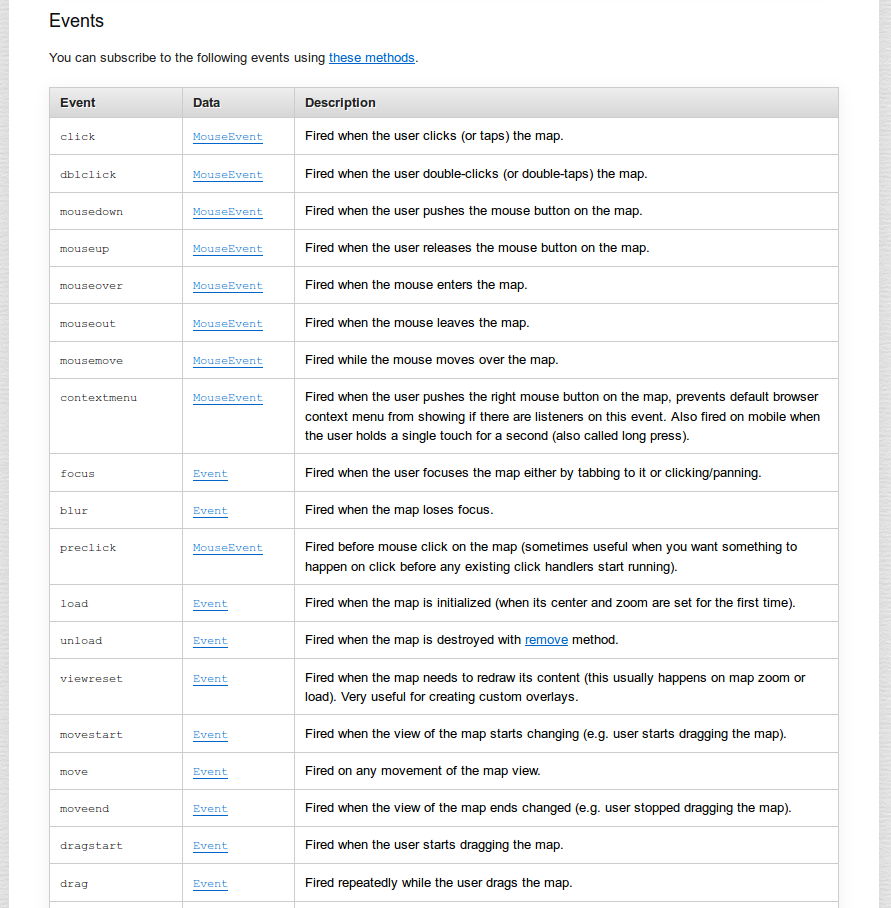 Events
You can subscribe to the following events using these methods.
Event Data Description
click MouseEvent Fired when the user clicks (or taps) the map.
dblclick MouseEvent Fired when the user double-clicks (or double-taps) the map.
mousedown MouseEvent Fired when the user pushes the mouse button on the map.
mouseup MouseEvent Fired when the user releases the mouse button on the map.
mouseover MouseEvent Fired when the mouse enters the map.
mouseout MouseEvent Fired when the mouse leaves the map.
mousemove MouseEvent Fired while the mouse moves over the map.
contextmenu MouseEvent Fired when the user pushes the right mouse button on the map, prevents default browser
context menu from showing if there are listeners on this event. Also fired on mobile when
the user holds a single touch for a second (also called long press).
focus Event Fired when the user focuses the map either by tabbing to it or clicking/panning.
blur Event Fired when the map loses focus.
preclick MouseEvent Fired before mouse click on the map (sometimes useful when you want something to
happen on click before any existing click handlers start running).
load Event Fired when the map is initialized (when its center and zoom are set for the first time).
unload Event Fired when the map is destroyed with remove method.
viewreset Event Fired when the map needs to redraw its content (this usually happens on map zoom or
load). Very useful for creating custom overlays.
movestart Event Fired when the view of the map starts changing (e.g. user starts dragging the map).
move Event Fired on any movement of the map view.
moveend Event Fired when the view of the map ends changed (e.g. user stopped dragging the map).
dragstart Event Fired when the user starts dragging the map.
drag Event Fired repeatedly while the user drags the map.